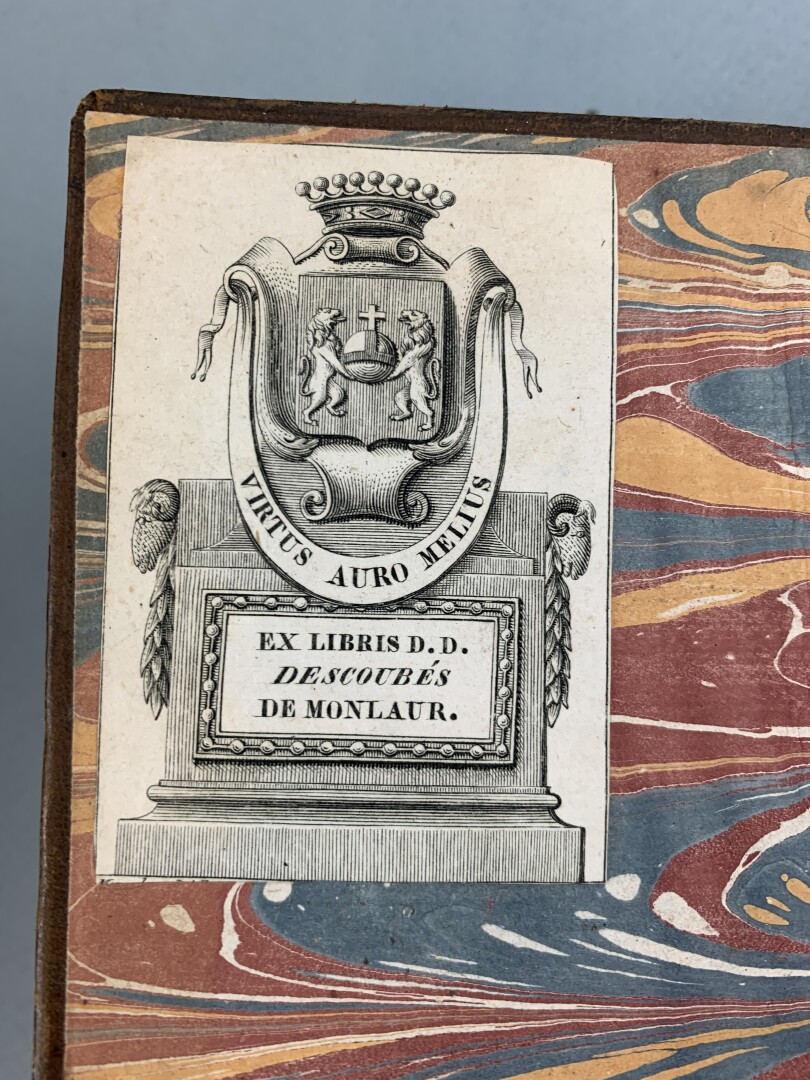 VIRTUS AURO MELIUS
EX LIBRIS D.D.
DESCOUBÉS
DE MONLAUR.